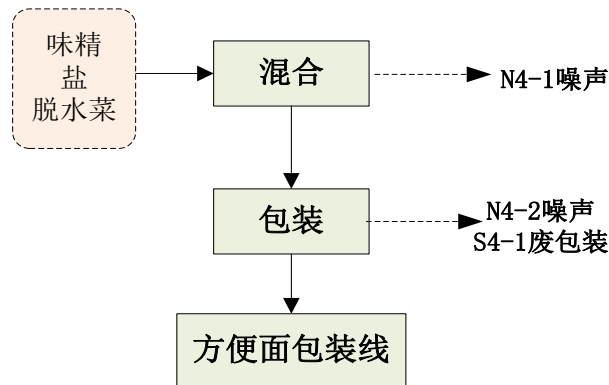 味精
盐
脱水菜
混合
N4-1噪声
包装
N4-2噪声
S4-1废包装
方便面包装线